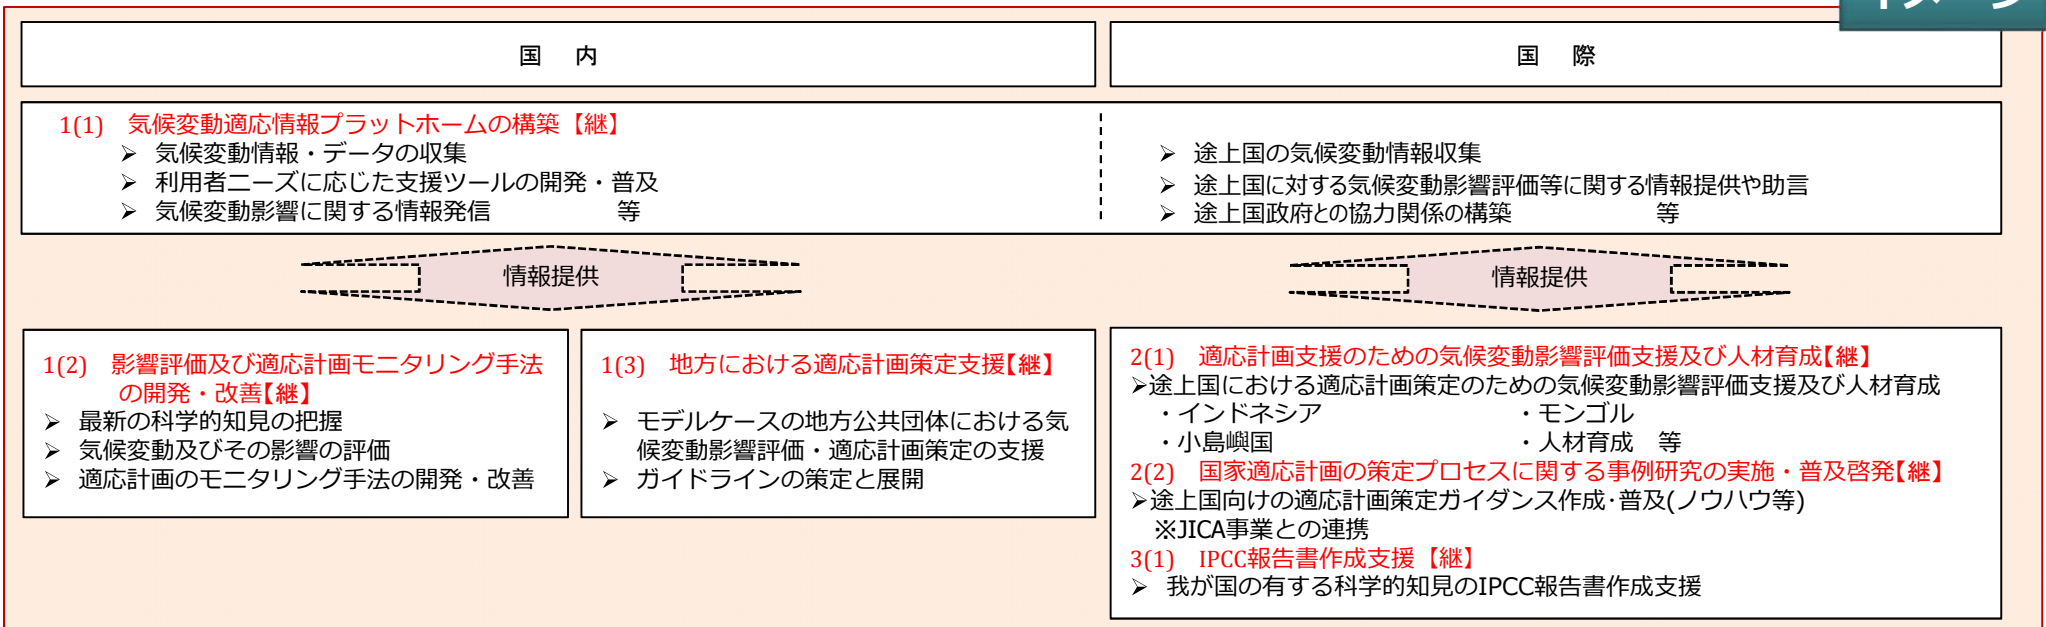 イメージ
国 内
国 際
1(1) 気候変動適応情報プラットホームの構築【継】
➢ 気候変動情報・データの収集
➢ 利用者ニーズに応じた支援ツールの開発・普及
➢ 気候変動影響に関する情報発信 等
➢ 途上国の気候変動情報収集
➢ 途上国に対する気候変動影響評価等に関する情報提供や助言
➢ 途上国政府との協力関係の構築 等
情報提供
情報提供
1(2) 影響評価及び適応計画モニタリング手法
の開発・改善【継】
➢ 最新の科学的知見の把握
➢ 気候変動及びその影響の評価
➢ 適応計画のモニタリング手法の開発・改善
1(3) 地方における適応計画策定支援【継】
➢ モデルケースの地方公共団体における気
候変動影響評価・適応計画策定の支援
➢ ガイドラインの策定と展開
2(1) 適応計画支援のための気候変動影響評価支援及び人材育成【継】
➢途上国における適応計画策定のための気候変動影響評価支援及び人材育成
・インドネシア ・モンゴル
・小島嶼国 ・人材育成 等
2(2) 国家適応計画の策定プロセスに関する事例研究の実施・普及啓発【継】
➢途上国向けの適応計画策定ガイダンス作成･普及(ノウハウ等)
※JICA事業との連携
3(1) IPCC報告書作成支援【継】
➢ 我が国の有する科学的知見のIPCC報告書作成支援